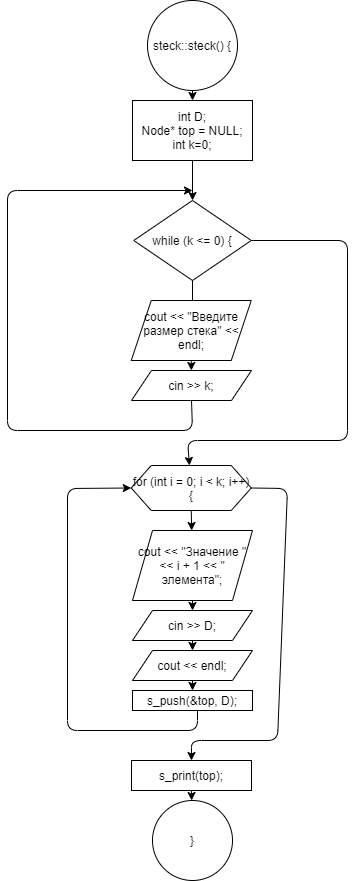 steck::steck() {
int D;
Node* top = NULL;
int k=0;
while (k <= 0) {
cout << "Введите
размер стека" <<
endl;
cin >> k;
for (int i = 0; i < k; i++)
{
cout << "Значение "
<< i + 1 << "
элемента";
cin >> D;
cout << endl;
s_push(&top, D);
s_print(top);
}